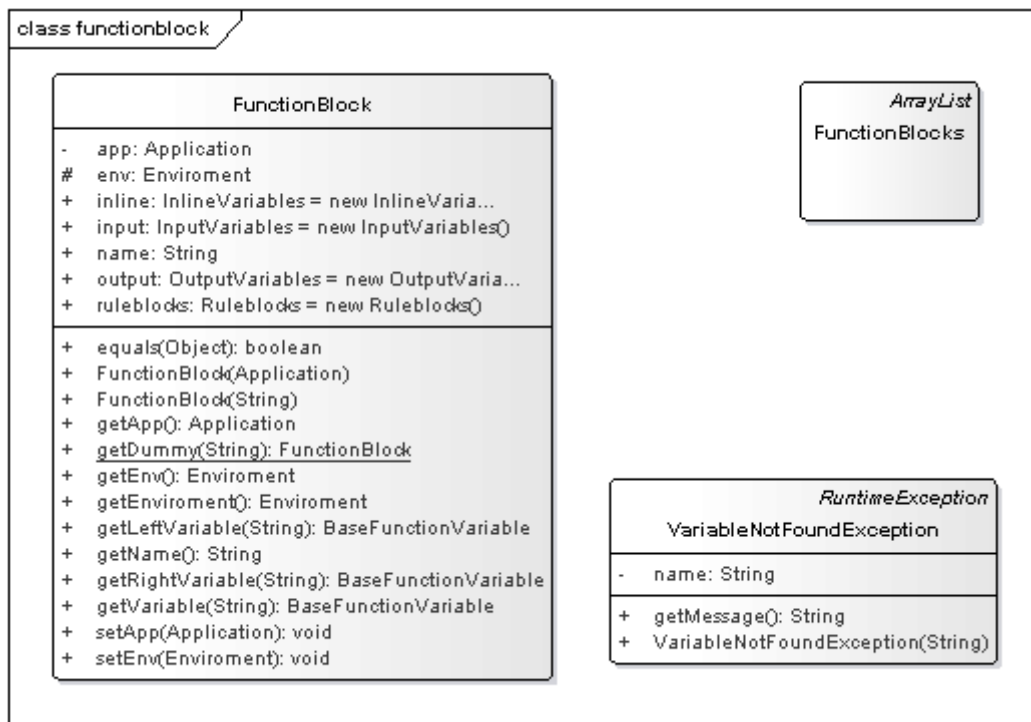 class functionblock
FunctionBlock
- app: Application
# env: Enviroment
+ inline: InlineVariables = new InlineVaria...
+ input: InputVariables = new InputVariables()
+ name: String
+ output: OutputVariables = new OutputVaria...
+ ruleblocks: Ruleblocks = new Ruleblocks()
+ equals(Object): boolean
+ FunctionBlock(Application)
+ FunctionBlock(String)
+ getApp(): Application
+ getDummy(String): FunctionBlock
+ getEnv(): Enviroment
+ getEnviroment(): Enviroment
+ getLeftVariable(String): BaseFunctionVariable
+ getName(): String
+ getRightVariable(String): BaseFunctionVariable
+ getVariable(String): BaseFunctionVariable
+ setApp(Application): void
+ setEnv(Enviroment): void
ArrayList
FunctionBlocks
RuntimeException
VariableNotFoundException
- name: String
+ getMessage(): String
+ VariableNotFoundException(String)